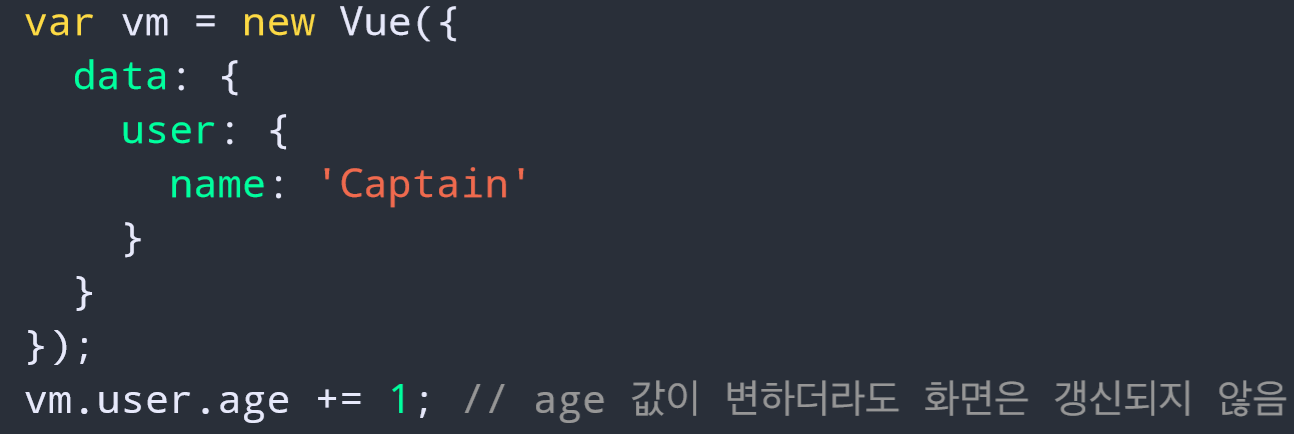 var vm = new Vue({
  data: {
    user: {
      name: 'Captain'
    }
  }
});
vm.user.age += 1; // age 값이 변하더라도 화면은 갱신되지 않음